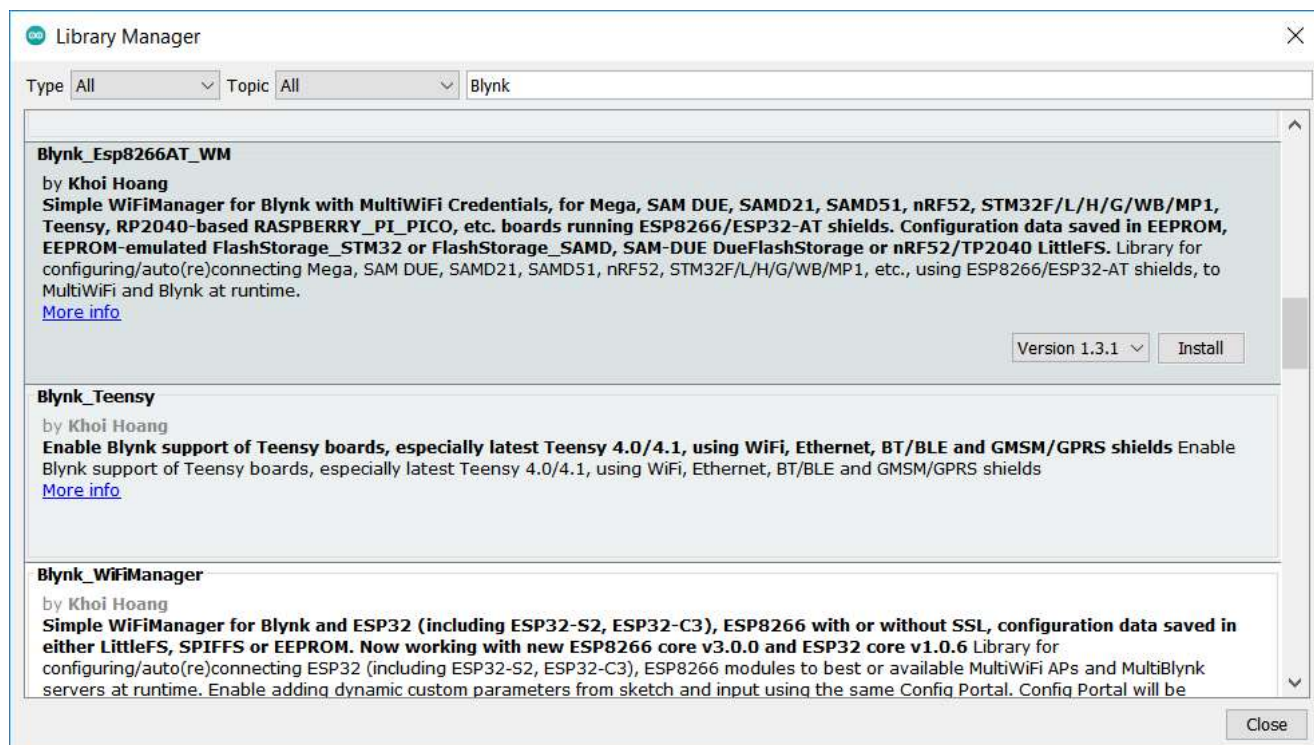 Library Manager
Type All Topic All Blynk
Blynk_Esp8266AT_WM
by Khoi Hoang
Simple WiFiManager for Blynk with MultiWiFi Credentials, for Mega, SAM DUE, SAMD21, SAMD51, nRF52, STM32F/L/H/G/WB/MP1,
Teensy, RP2040-based RASPBERRY_PI_PICO, etc. boards running ESP8266/ESP32-AT shields. Configuration data saved in EEPROM,
EEPROM-emulated FlashStorage_STM32 or FlashStorage_SAMD, SAM-DUE DueFlashStorage or nRF52/TP2040 LittleFS. Library for
configuring/auto(re)connecting Mega, SAM DUE, SAMD21, SAMD51, nRF52, STM32F/L/H/G/WB/MP1, etc., using ESP8266/ESP32-AT shields, to
MultiWiFi and Blynk at runtime.
More info
Version 1.3.1 Install
Blynk_Teensy
by Khoi Hoang
Enable Blynk support of Teensy boards, especially latest Teensy 4.0/4.1, using WiFi, Ethernet, BT/BLE and GMSM/GPRS shields Enable
Blynk support of Teensy boards, especially latest Teensy 4.0/4.1, using WiFi, Ethernet, BT/BLE and GMSM/GPRS shields
More info
Blynk_WiFiManager
by Khoi Hoang
Simple WiFiManager for Blynk and ESP32 (including ESP32-S2, ESP32-C3), ESP8266 with or without SSL, configuration data saved in
either LittleFS, SPIFFS or EEPROM. Now working with new ESP8266 core v3.0.0 and ESP32 core v1.0.6 Library for
configuring/auto(re)connecting ESP32 (including ESP32-S2, ESP32-C3), ESP8266 modules to best or available MultiWiFi APs and MultiBlynk
servers at runtime. Enable adding dynamic custom parameters from sketch and input using the same Config Portal. Config Portal will be
Close